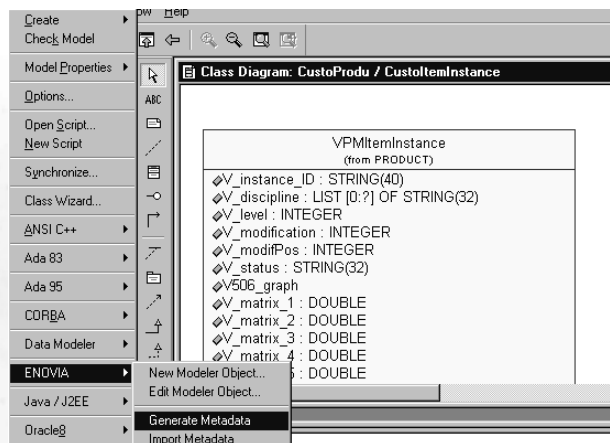 ow Help
Create
Check Model
Model Properties
Options...
Open Script...
New Script
Synchronize...
Class Wizard...
ANSI C++
Ada 83
Ada 95
CORBA
Data Modeler
ENOVIA
Java / J2EE
Oracle8
New Modeler Object...
Edit Modeler Object...
Generate Metadata
Import Metadata
ABC
Class Diagram: CustoProdu / CustoItemInstance
VPMItemInstance
(from PRODUCT)
V_instance_ID : STRING(40)
V_discipline : LIST [0:?] OF STRING(32)
V_level : INTEGER
V_modification : INTEGER
V_modifPos : INTEGER
V_status : STRING(32)
V506_graph
V_matrix_1 : DOUBLE
V_matrix_2 : DOUBLE
V_matrix_3 : DOUBLE
V_matrix_4 : DOUBLE
5 : DOUBLE